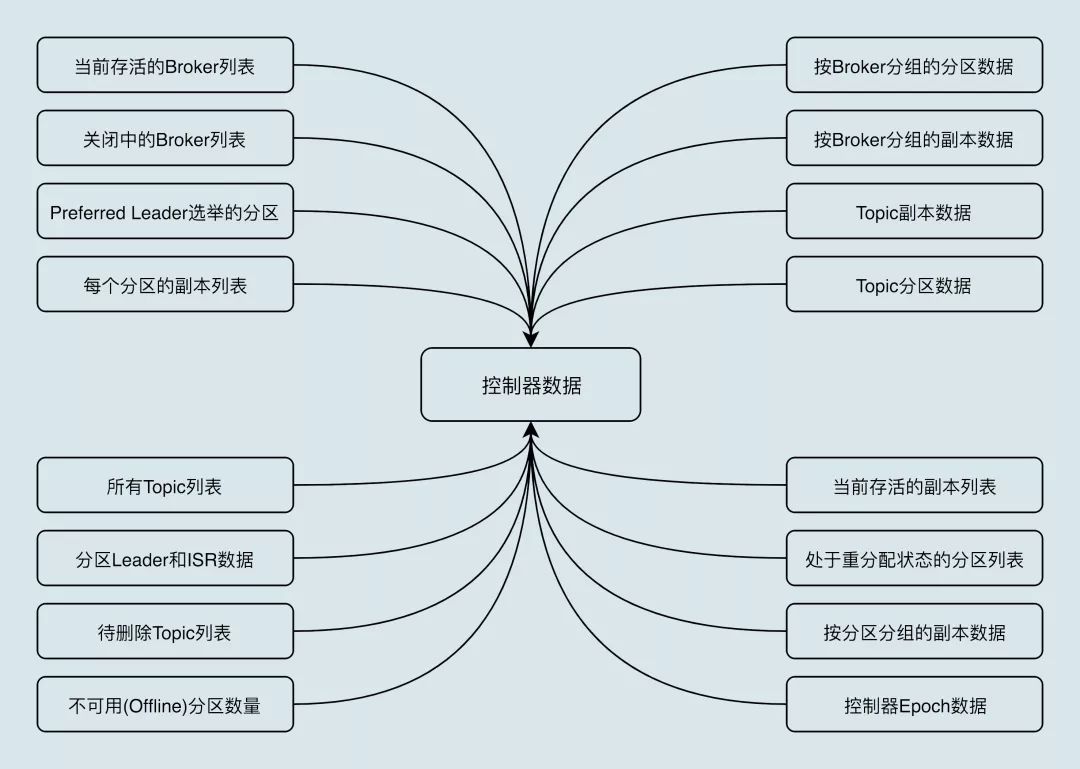 当前存活的Broker列表
关闭中的Broker列表
Preferred Leader选举的分区
每个分区的副本列表
按Broker分组的分区数据
按Broker分组的副本数据
Topic副本数据
Topic分区数据
控制器数据
所有Topic列表
分区Leader和ISR数据
待删除Topic列表
不可用(Offline)分区数量
当前存活的副本列表
处于重分配状态的分区列表
按分区分组的副本数据
控制器Epoch数据